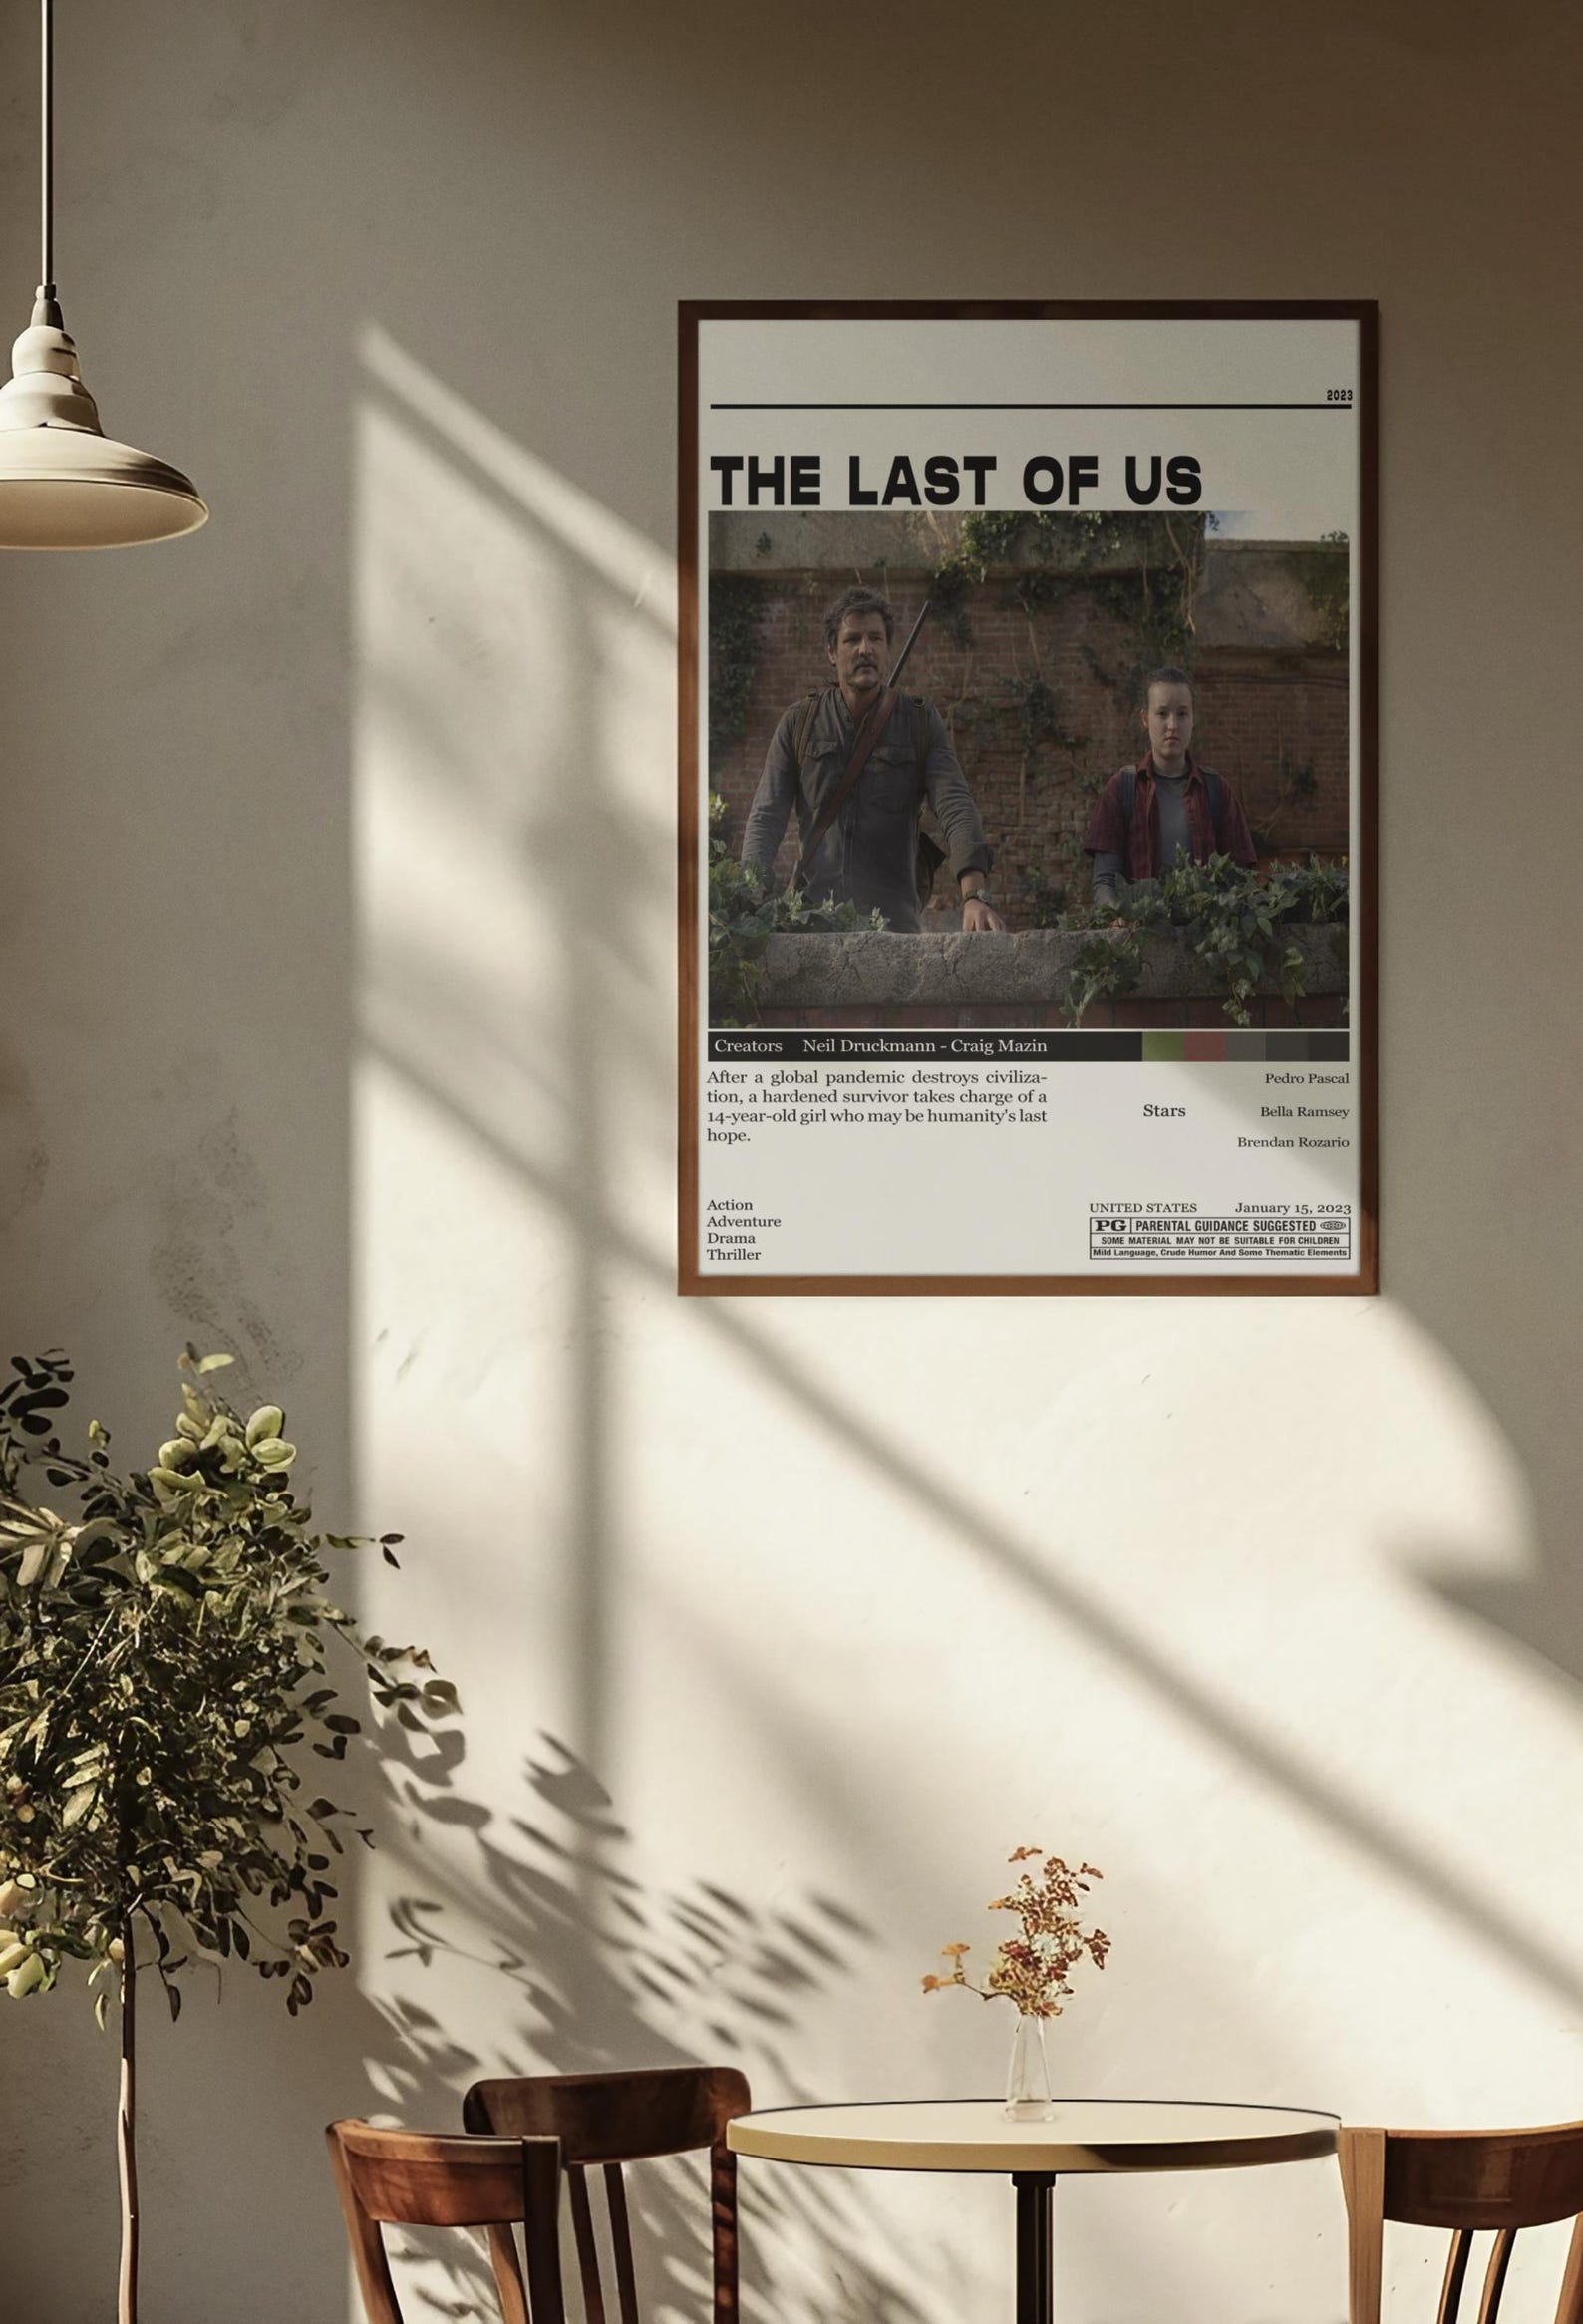 2023
THE LAST OF US
Creators Neil Druckmann - Craig Mazin
After a global pandemic destroys civiliza-
tion, a hardened survivor takes charge of a
14-year-old girl who may be humanity's last
hope.
Stars
Pedro Pascal
Bella Ramsey
Brendan Rozario
Action
Adventure
Drama
Thriller
UNITED STATES January 15, 2023
PG PARENTAL GUIDANCE SUGGESTED
SOME MATERIAL MAY NOT BE SUITABLE FOR CHILDREN
Mild Language, Crude Humor And Some Thematic Elements